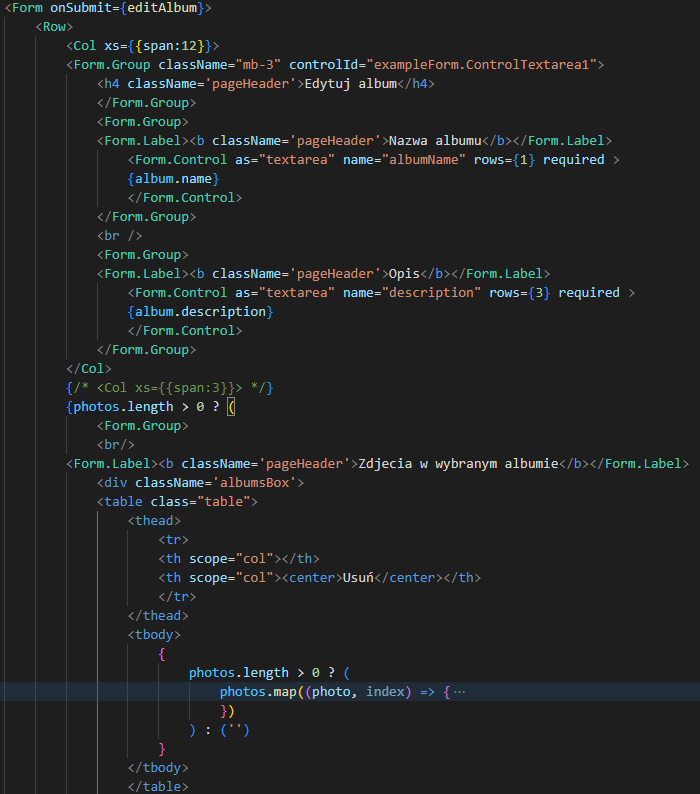 <Form onSubmit={editAlbum}>
<Row>
<Col xs={{span:12}}>
<Form.Group className="mb-3" controlId="exampleForm.ControlTextarea1">
<h4 className='pageHeader'>Edytuj album</h4>
</Form.Group>
<Form.Group>
<Form.Label><b className='pageHeader'>Nazwa albumu</b></Form.Label>
<Form.Control as="textarea" name="albumName" rows={1} required >
{album.name}
</Form.Control>
</Form.Group>
<br />
<Form.Group>
<Form.Label><b className='pageHeader'>Opis</b></Form.Label>
<Form.Control as="textarea" name="description" rows={3} required >
{album.description}
</Form.Control>
</Form.Group>
</Col>
{/* <Col xs={{span:3}}> */}
{photos.length > 0 ? (
<Form.Group>
<br/>
<Form.Label><b className='pageHeader'>Zdjecia w wybranym albumie</b></Form.Label>
<div className='albumsBox'>
<table class="table">
<thead>
<tr>
<th scope="col"></th>
<th scope="col"><center>Usuń</center></th>
</tr>
</thead>
<tbody>
{
photos.length > 0 ? (
photos.map((photo, index) => { ⋯
})
) : ('')
}
</tbody>
</table>